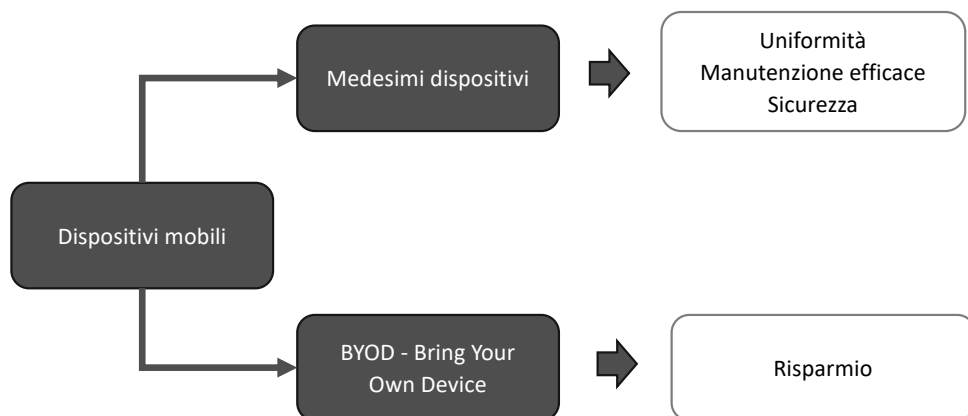 Medesimi dispositivi
Uniformità
Manutenzione efficace
Sicurezza
Dispositivi mobili
BYOD - Bring Your
Own Device
Risparmio